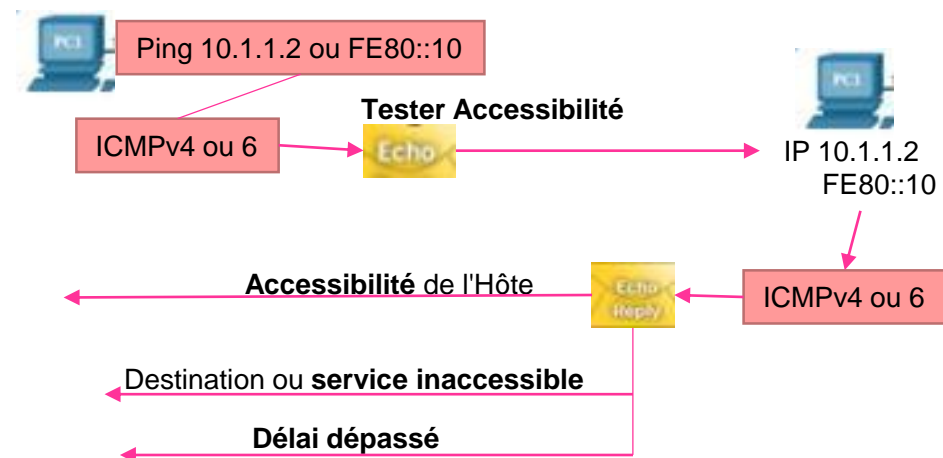 PC1
Ping 10.1.1.2 ou FE80::10
PC1
Tester Accessibilité
ICMPv4 ou 6
Echo
IP 10.1.1.2
FE80::10
Accessibilité de l'Hôte
Echo
Reply
ICMPv4 ou 6
Destination ou service inaccessible
Délai dépassé